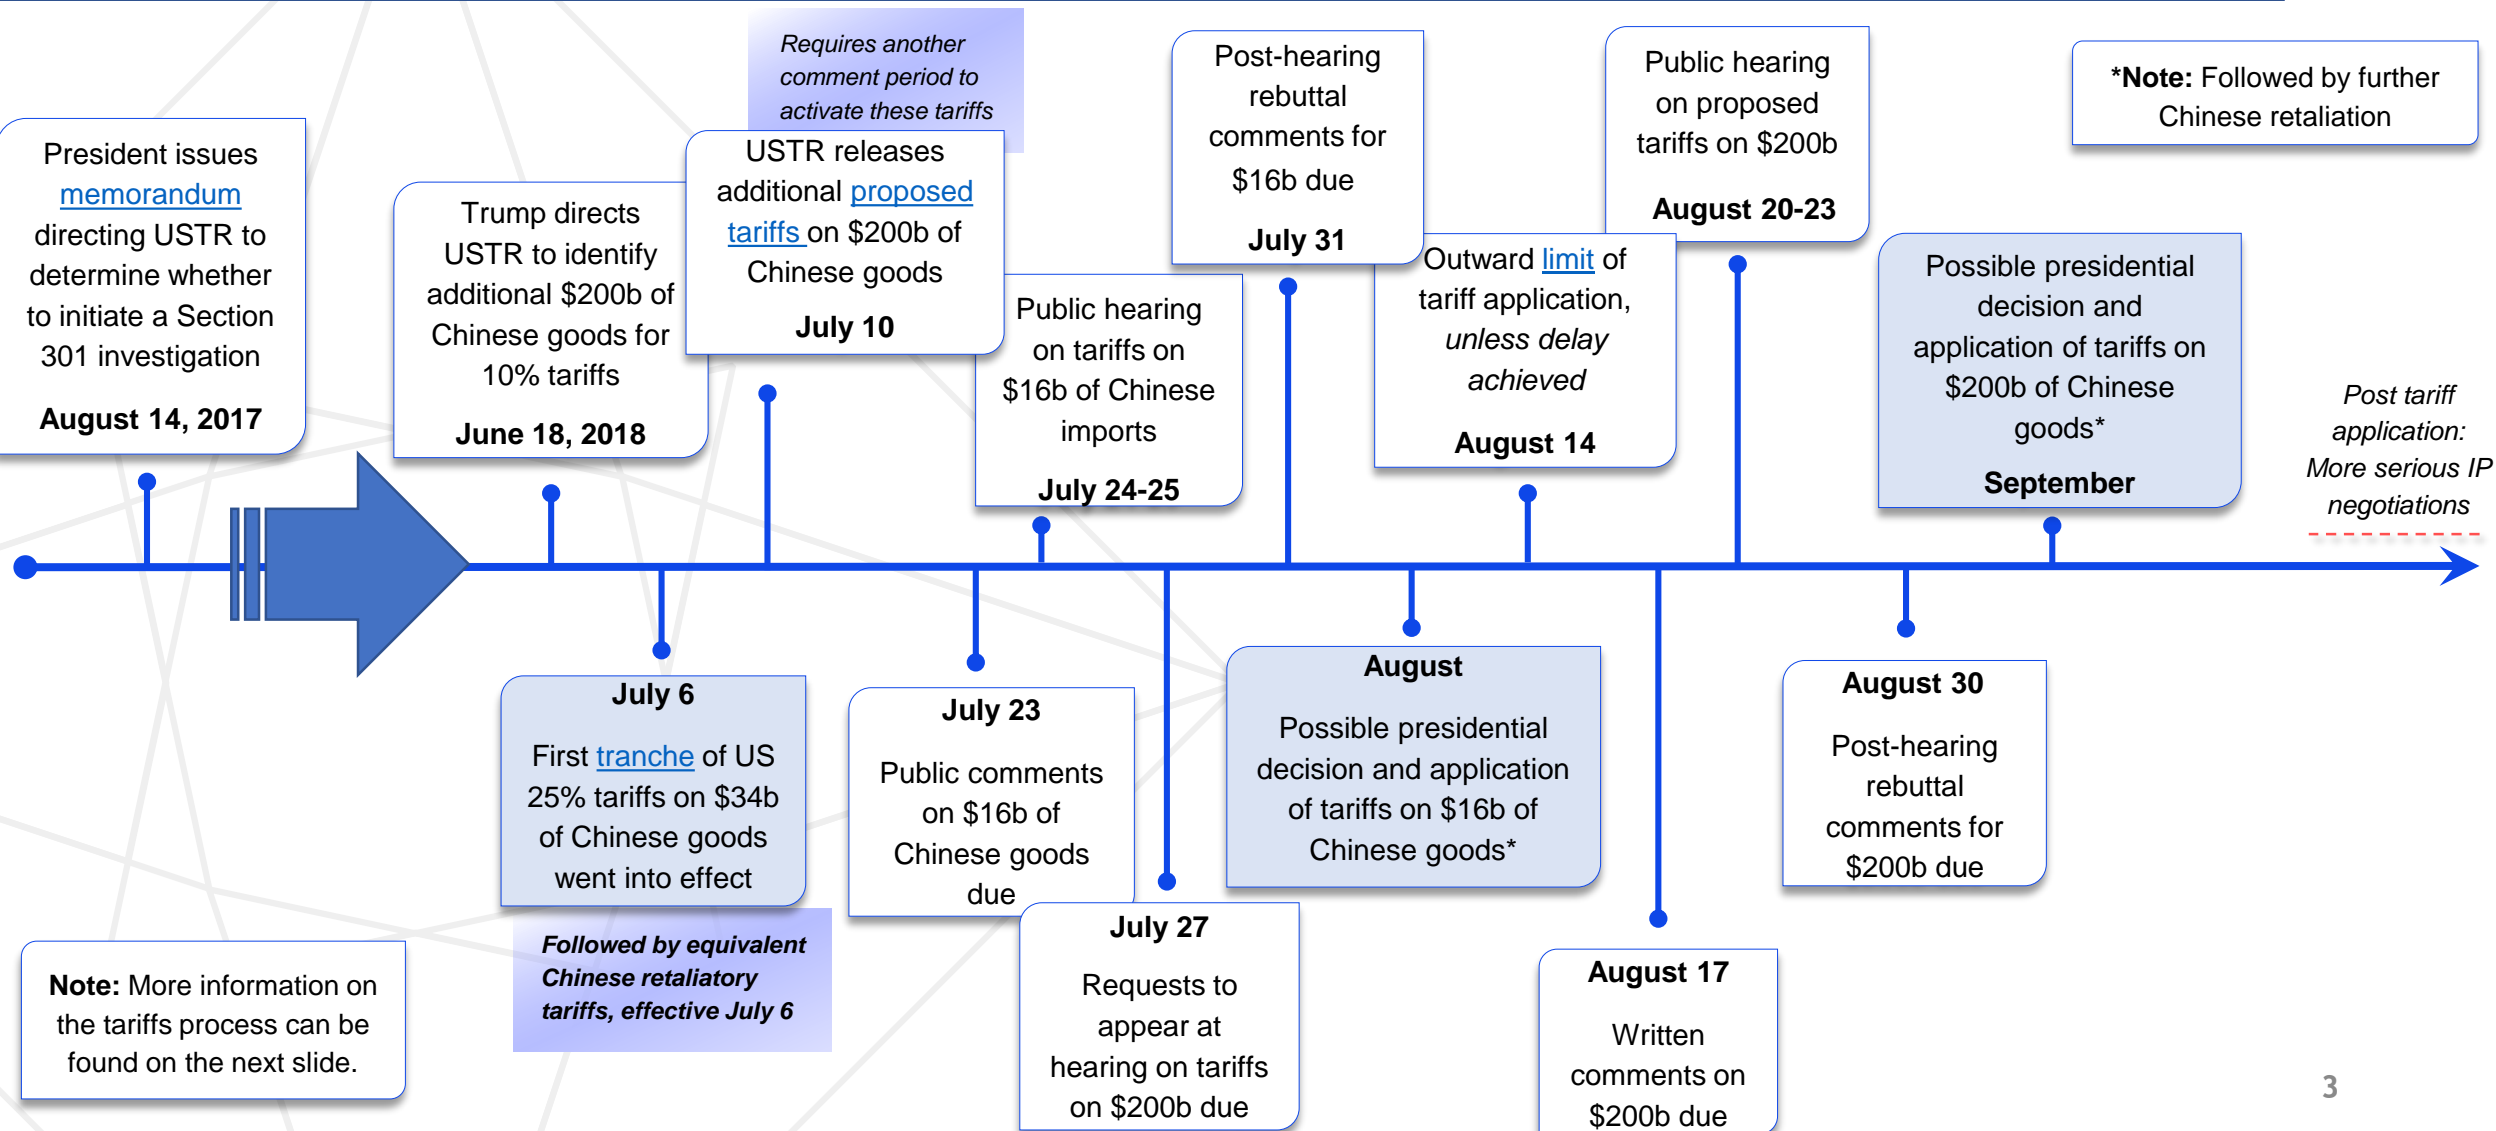 President issues
memorandum
directing USTR to
determine whether
to initiate a Section
301 investigation
August 14, 2017
Trump directs
USTR to identify
additional $200b of
Chinese goods for
10% tariffs
June 18, 2018
Requires another
comment period to
activate these tariffs
USTR releases
additional proposed
tariffs on $200b of
Chinese goods
July 10
Public hearing
on tariffs on
$16b of Chinese
imports
July 24-25
Post-hearing
rebuttal
comments for
$16b due
July 31
Outward limit of
tariff application,
unless delay
achieved
August 14
Public hearing
on proposed
tariffs on $200b
August 20-23
*Note: Followed by further
Chinese retaliation
Possible presidential
decision and
application of tariffs on
$200b of Chinese
goods*
September
Post tariff
application:
More serious IP
negotiations
July 6
First tranche of US
25% tariffs on $34b
of Chinese goods
went into effect
Followed by equivalent
Chinese retaliatory
tariffs, effective July 6
July 23
Public comments
on $16b of
Chinese goods
due
July 27
Requests to
appear at
hearing on tariffs
on $200b due
August
Possible presidential
decision and application
of tariffs on $16b of
Chinese goods*
August 17
Written
comments on
$200b due
August 30
Post-hearing
rebuttal
comments for
$200b due
Note: More information on
the tariffs process can be
found on the next slide.
3